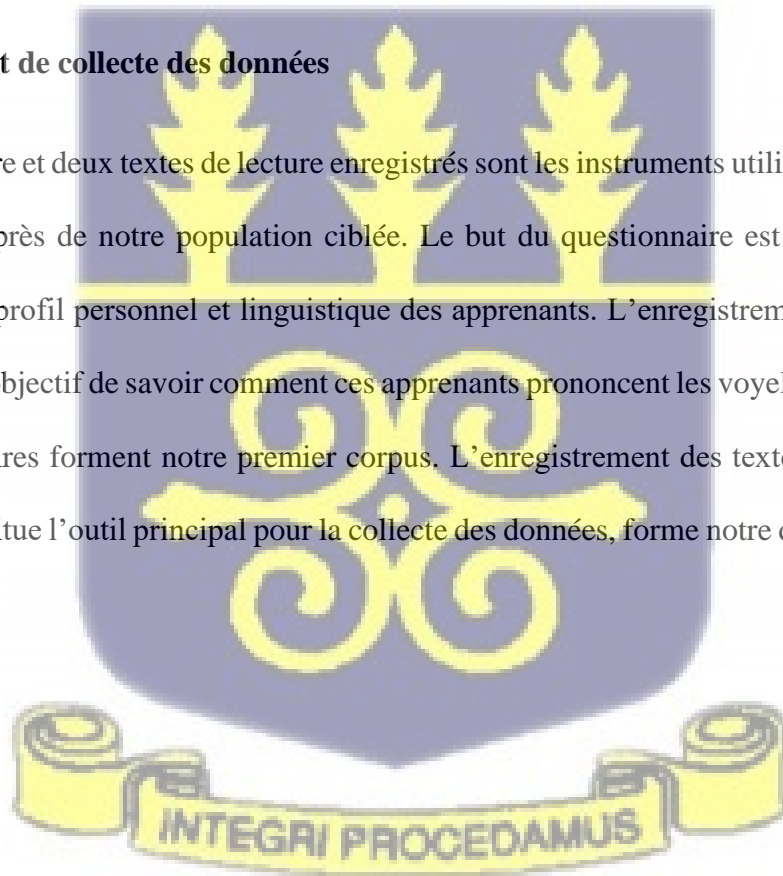 t de collecte des données
re et deux textes de lecture enregistrés sont les instruments utili
près de notre population ciblée. Le but du questionnaire est
profil personnel et linguistique des apprenants. L’enregistrem
objectif de savoir comment ces apprenants prononcent les voyel
ires forment notre premier corpus. L’enregistrement des texte
itue l’outil principal pour la collecte des données, forme notre d
INTEGRI PROCEDAMUS